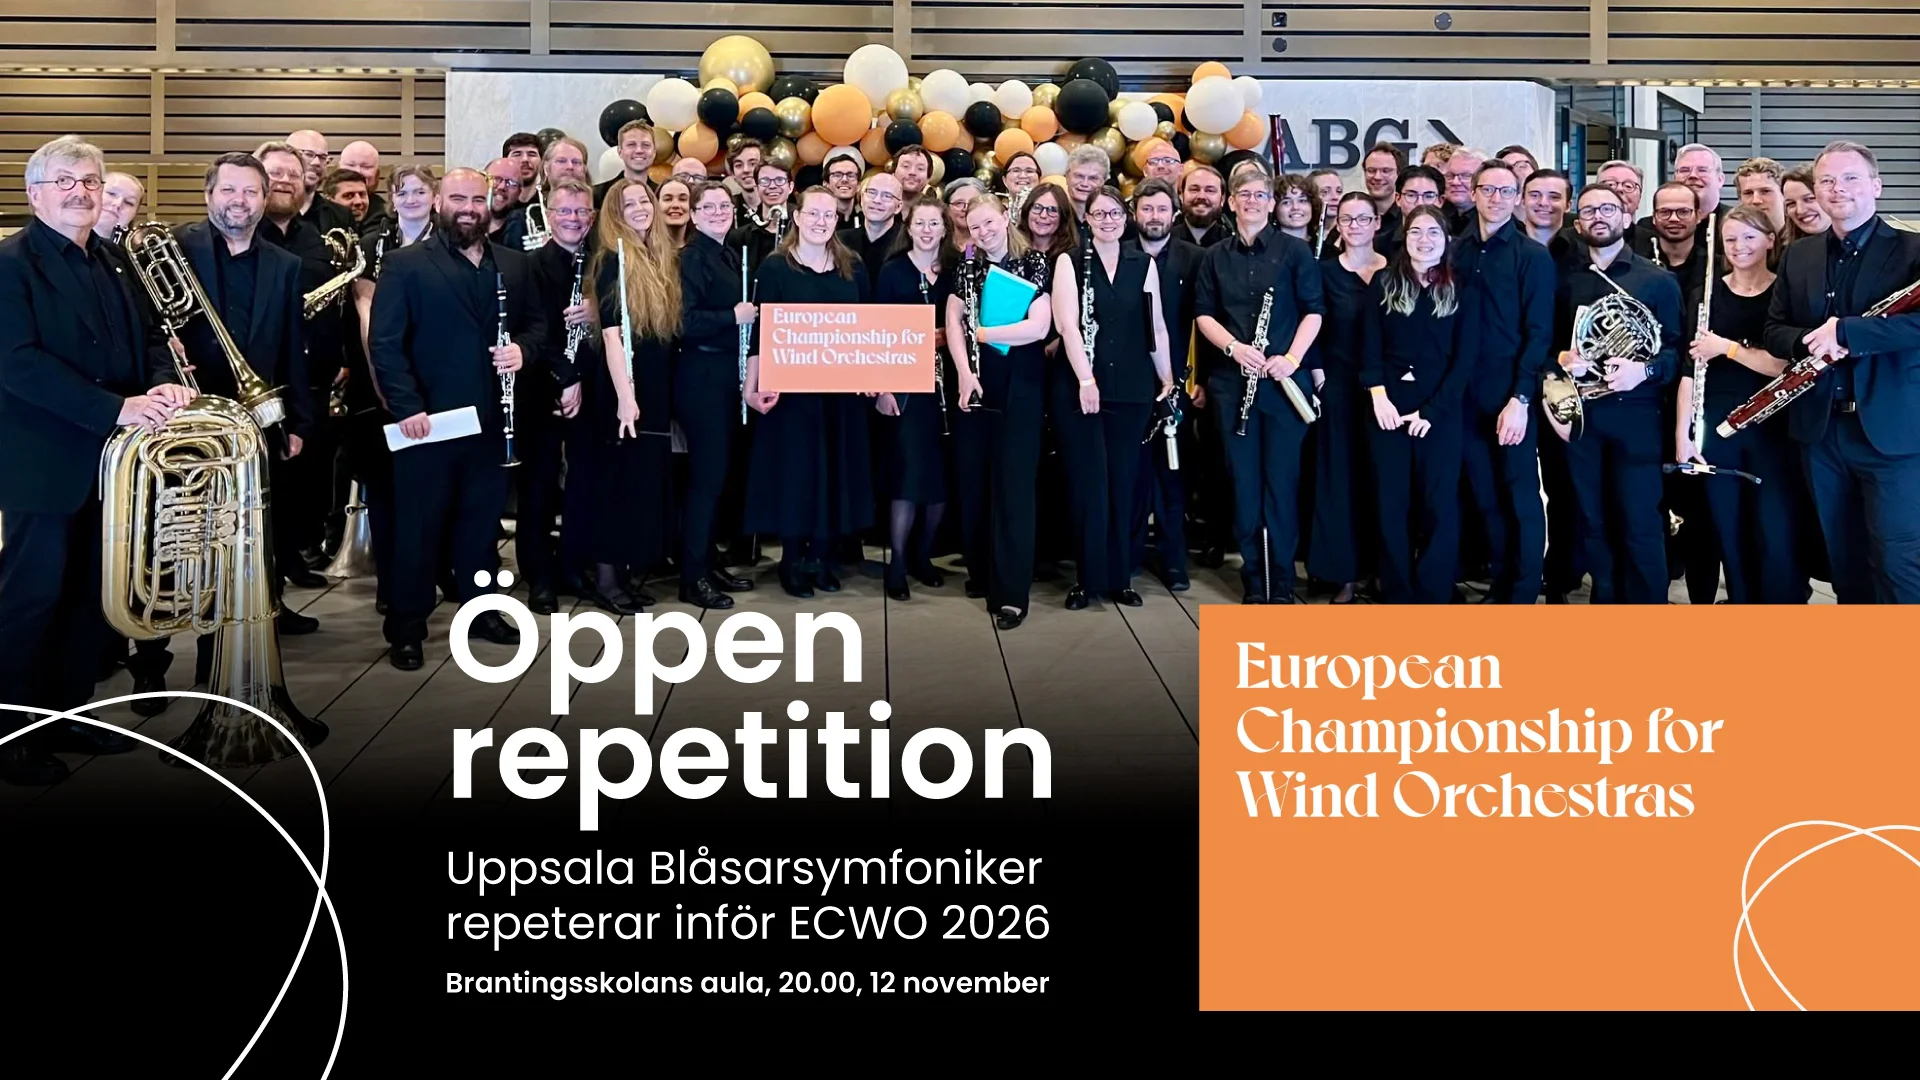 ABG
European
Championship for
Wind Orchestras
Öppen
repetition
Uppsala Blåsarsymfoniker
repeterar inför ECWO 2026
Brantingsskolans aula, 20.00, 12 november
European
Championship for
Wind Orchestras